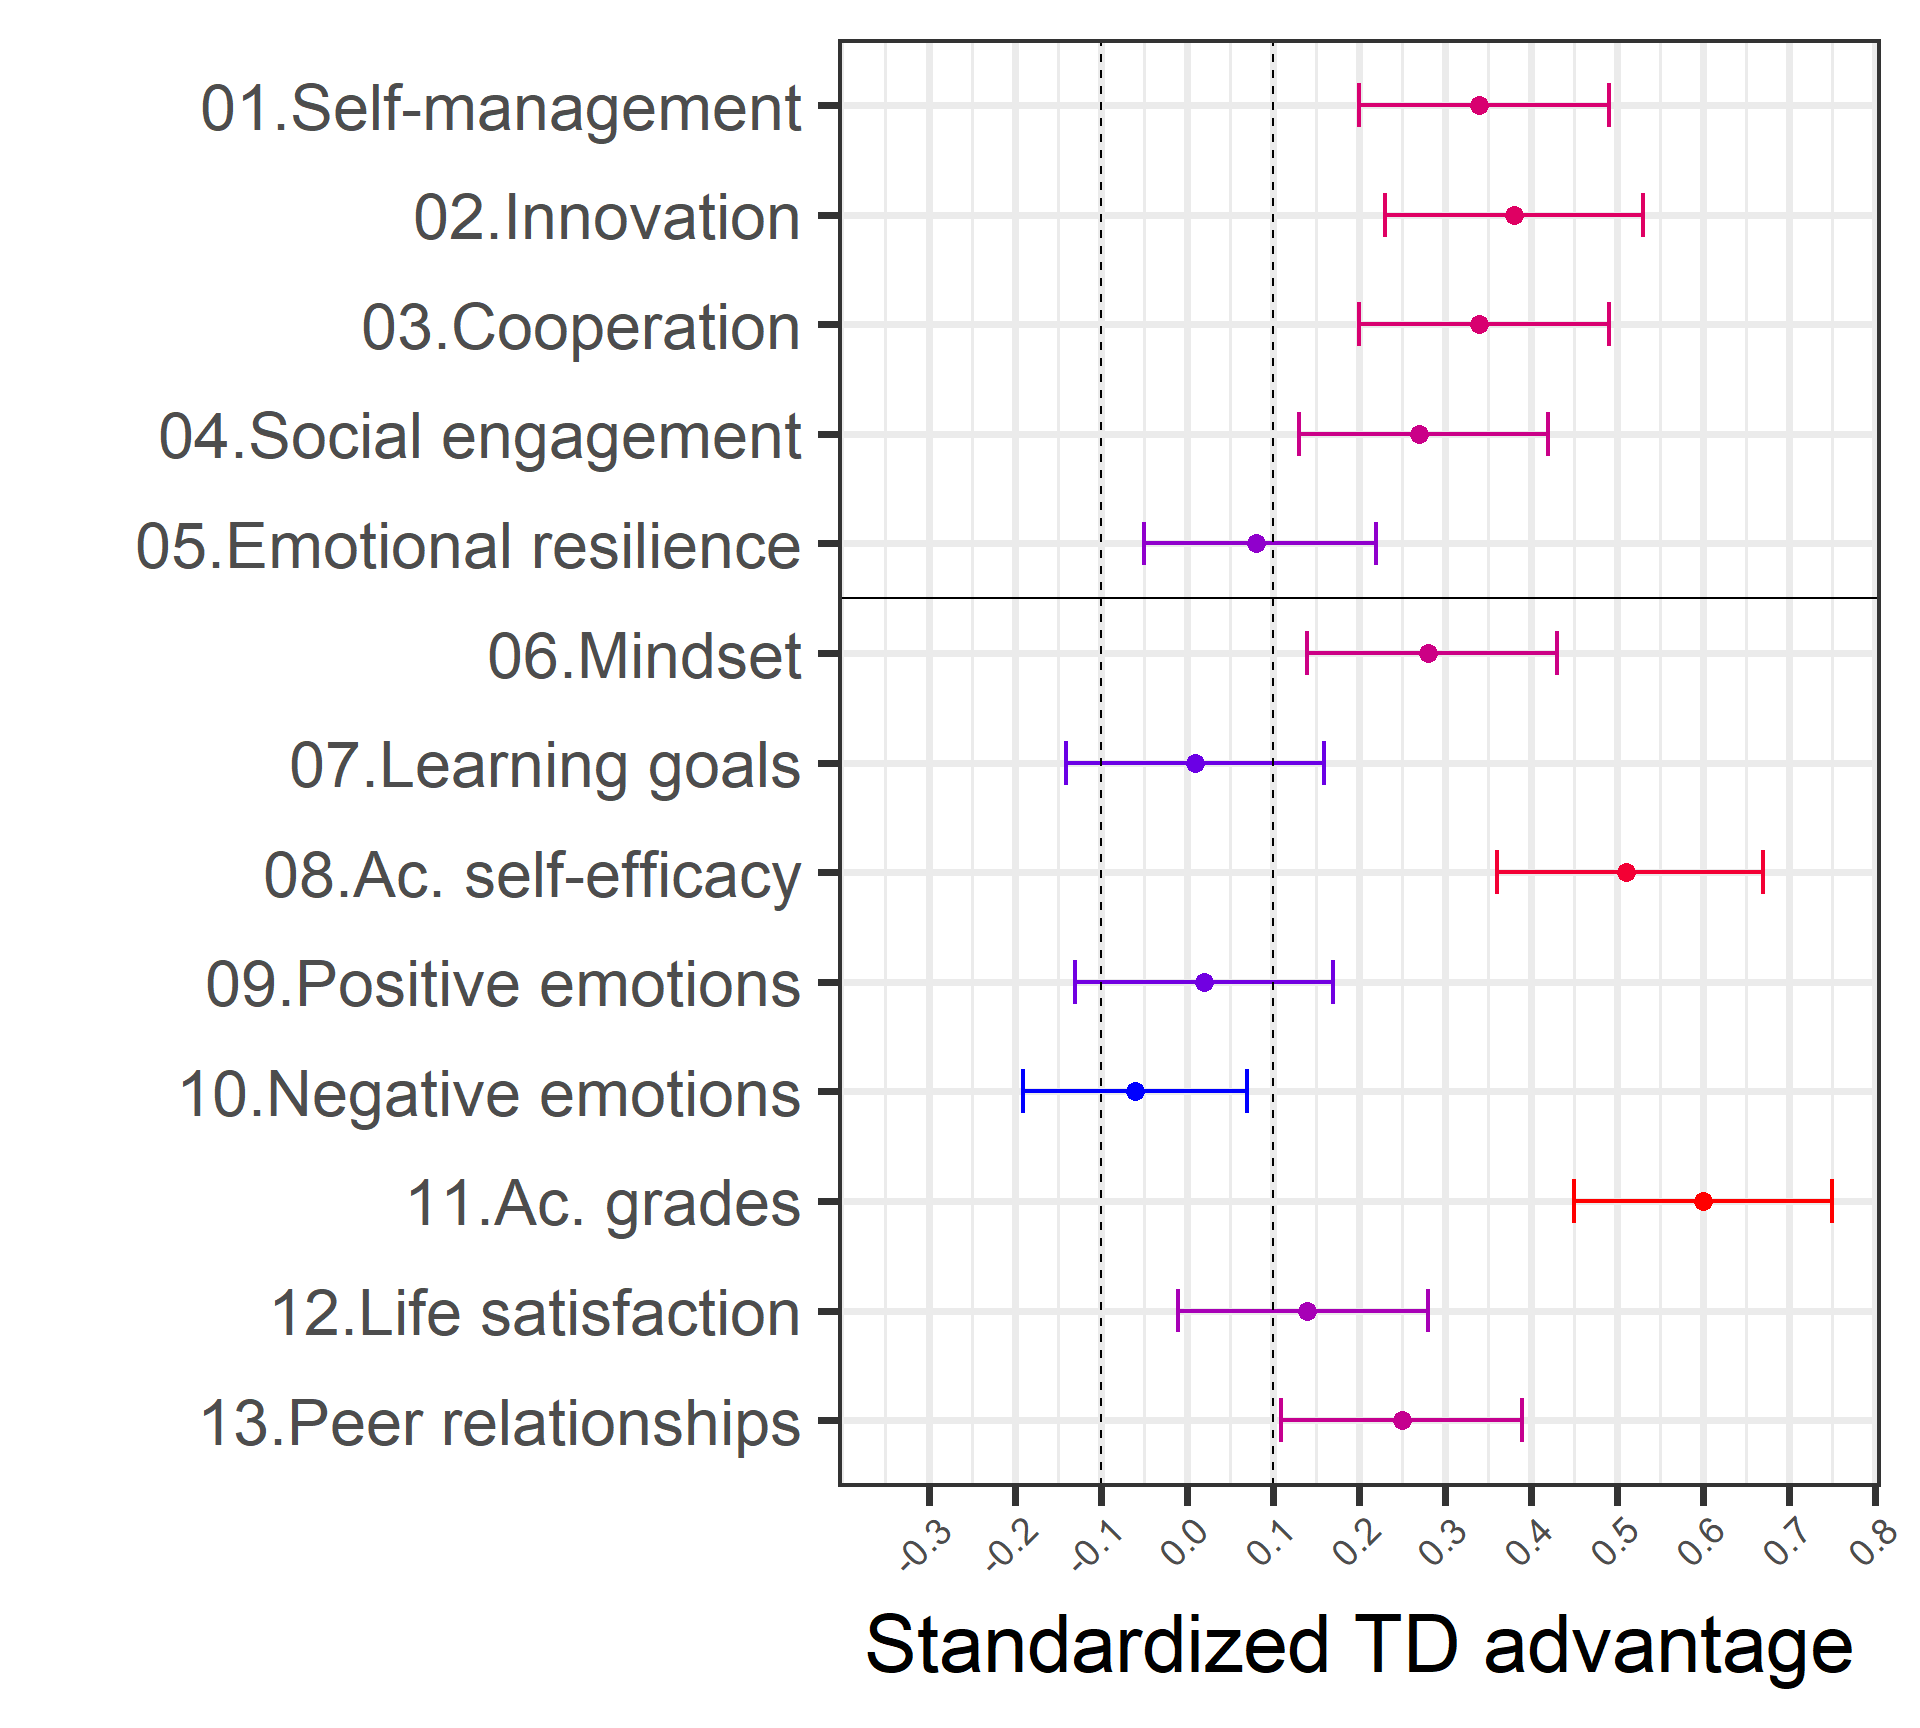 01.Self-management
02.Innovation
03.Cooperation
04.Social engagement
05.Emotional resilience
06.Mindset
07.Learning goals
08.Ac. self-efficacy
09.Positive emotions
10.Negative emotions
11.Ac. grades
12.Life satisfaction
13.Peer relationships
-0.3 -0.2 -0.1 0.0 0.1 0.2 0.3 0.4 0.5 0.6 0.7 0.8
Standardized TD advantage